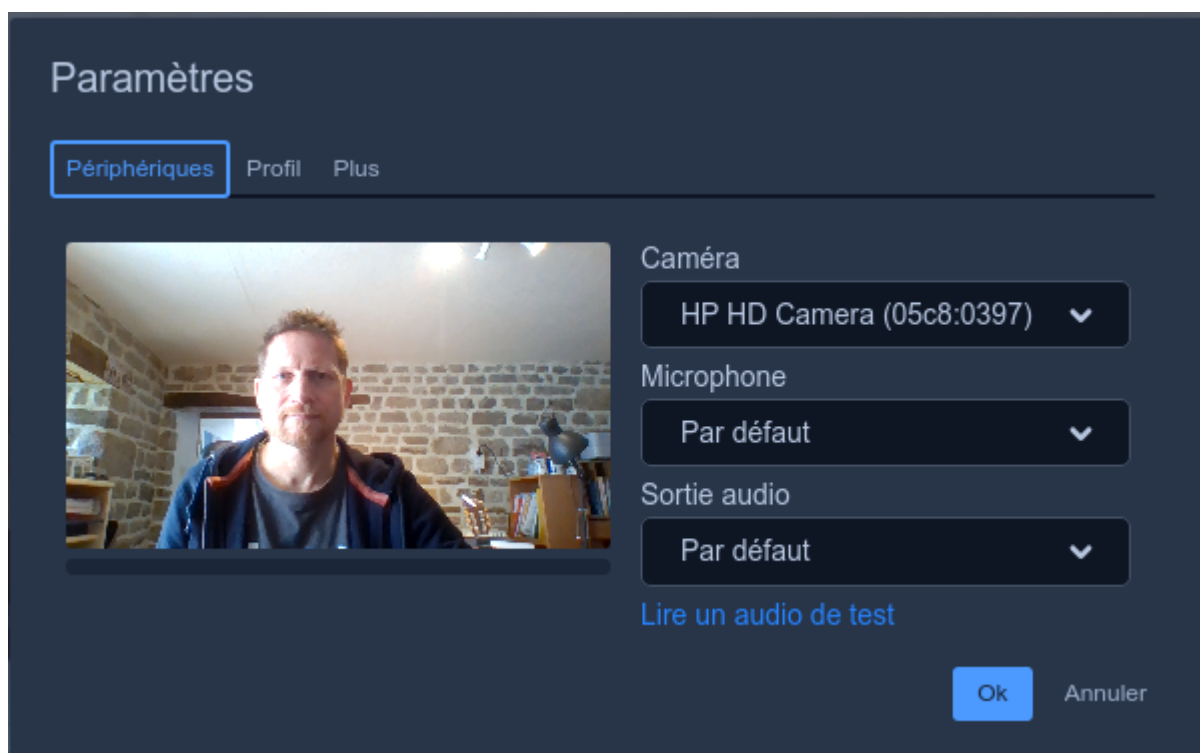 Paramètres
Périphériques Profil Plus
Caméra
HP HD Camera (05c8:0397)
Microphone
Par défaut
Sortie audio
Par défaut
Lire un audio de test
Ok Annuler